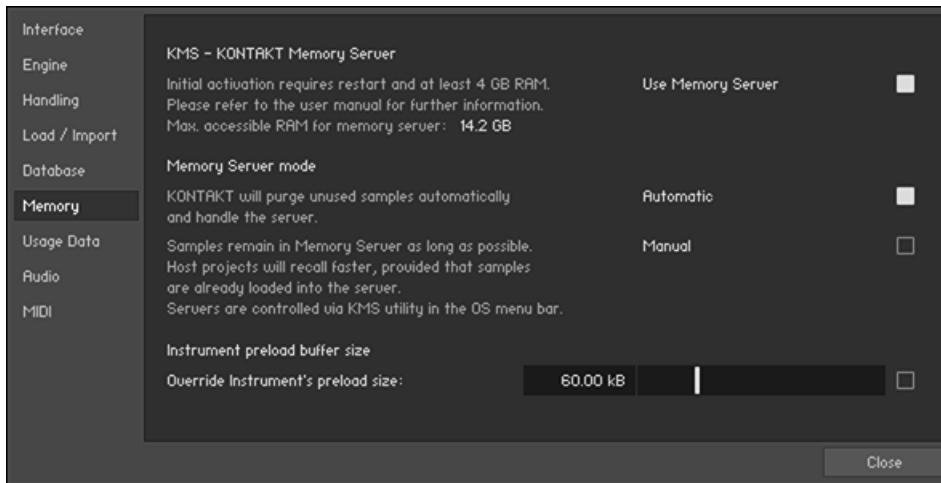 Interface
Engine
Handling
Load / Import
Database
Memory
Usage Data
Audio
MIDI
KMS - KONTAKT Memory Server
Initial activation requires restart and at least 4 GB RAM.
Please refer to the user manual for further information.
Max. accessible RAM for memory server: 14.2 GB
Use Memory Server
Memory Server mode
KONTAKT will purge unused samples automatically
and handle the server.
Automatic
Samples remain in Memory Server as long as possible.
Host projects will recall faster, provided that samples
are already loaded into the server.
Servers are controlled via KMS utility in the OS menu bar.
Manual
Instrument preload buffer size
Override Instrument's preload size: 60.00 kB
Close